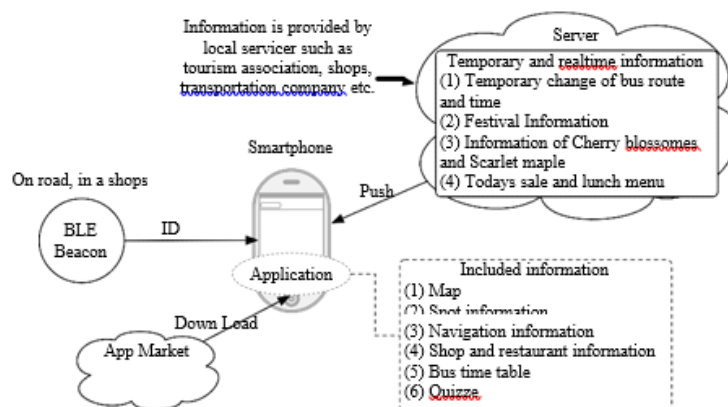 Information is provided by
local servicer such as
tourism association, shops,
transportation company etc.
Server
Temporary and realtime information
(1) Temporary change of bus route
and time
(2) Festival Information
(3) Information of Cherry blossomes
and Scarlet maple
(4) Todays sale and lunch menu
Smartphone
Push
On road, in a shops
BLE
Beacon
ID
Application
Down Load
App Market
Included information
(1) Map
(2) Spot information
(3) Navigation information
(4) Shop and restaurant information
(5) Bus time table
(6) Quizze